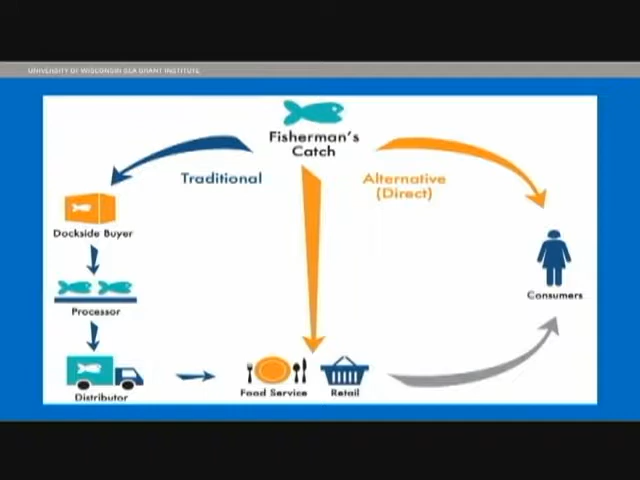 UNIVERSITY OF WISCONSIN SEA GRANT INSTITUTE
Fisherman's
Catch
Traditional
Alternative
(Direct)
Dockside Buyer
Consumers
Processor
Distributor
Food Service
Retail